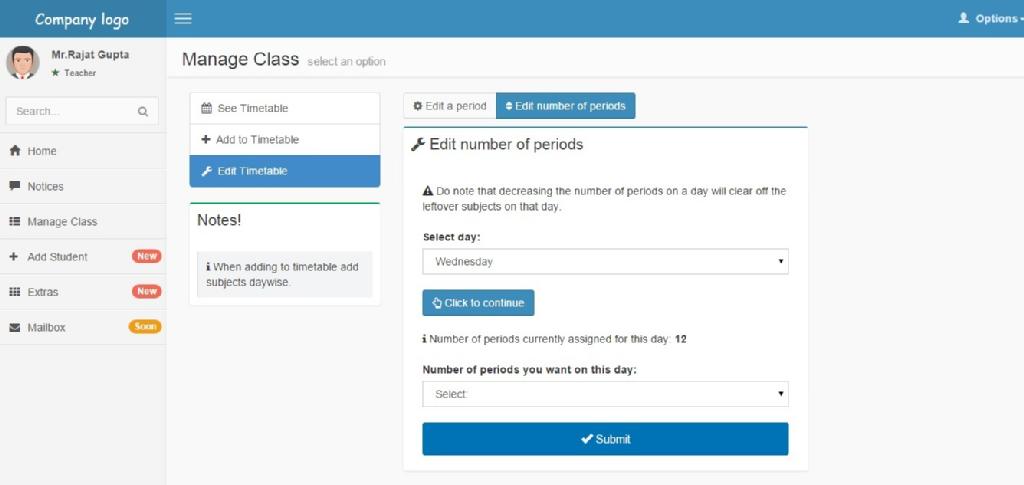 Company logo
Options
Mr.Rajat Gupta
Teacher
Search...
Home
Notices
Manage Class
Add Student New
Extras New
Mailbox Soon
Manage Class select an option
See Timetable
Add to Timetable
Edit Timetable
Notes!
When adding to timetable add
subjects daywise.
Edit a period Edit number of periods
Edit number of periods
Do note that decreasing the number of periods on a day will clear off the
leftover subjects on that day.
Select day:
Wednesday
Click to continue
Number of periods currently assigned for this day: 12
Number of periods you want on this day:
Select:
Submit